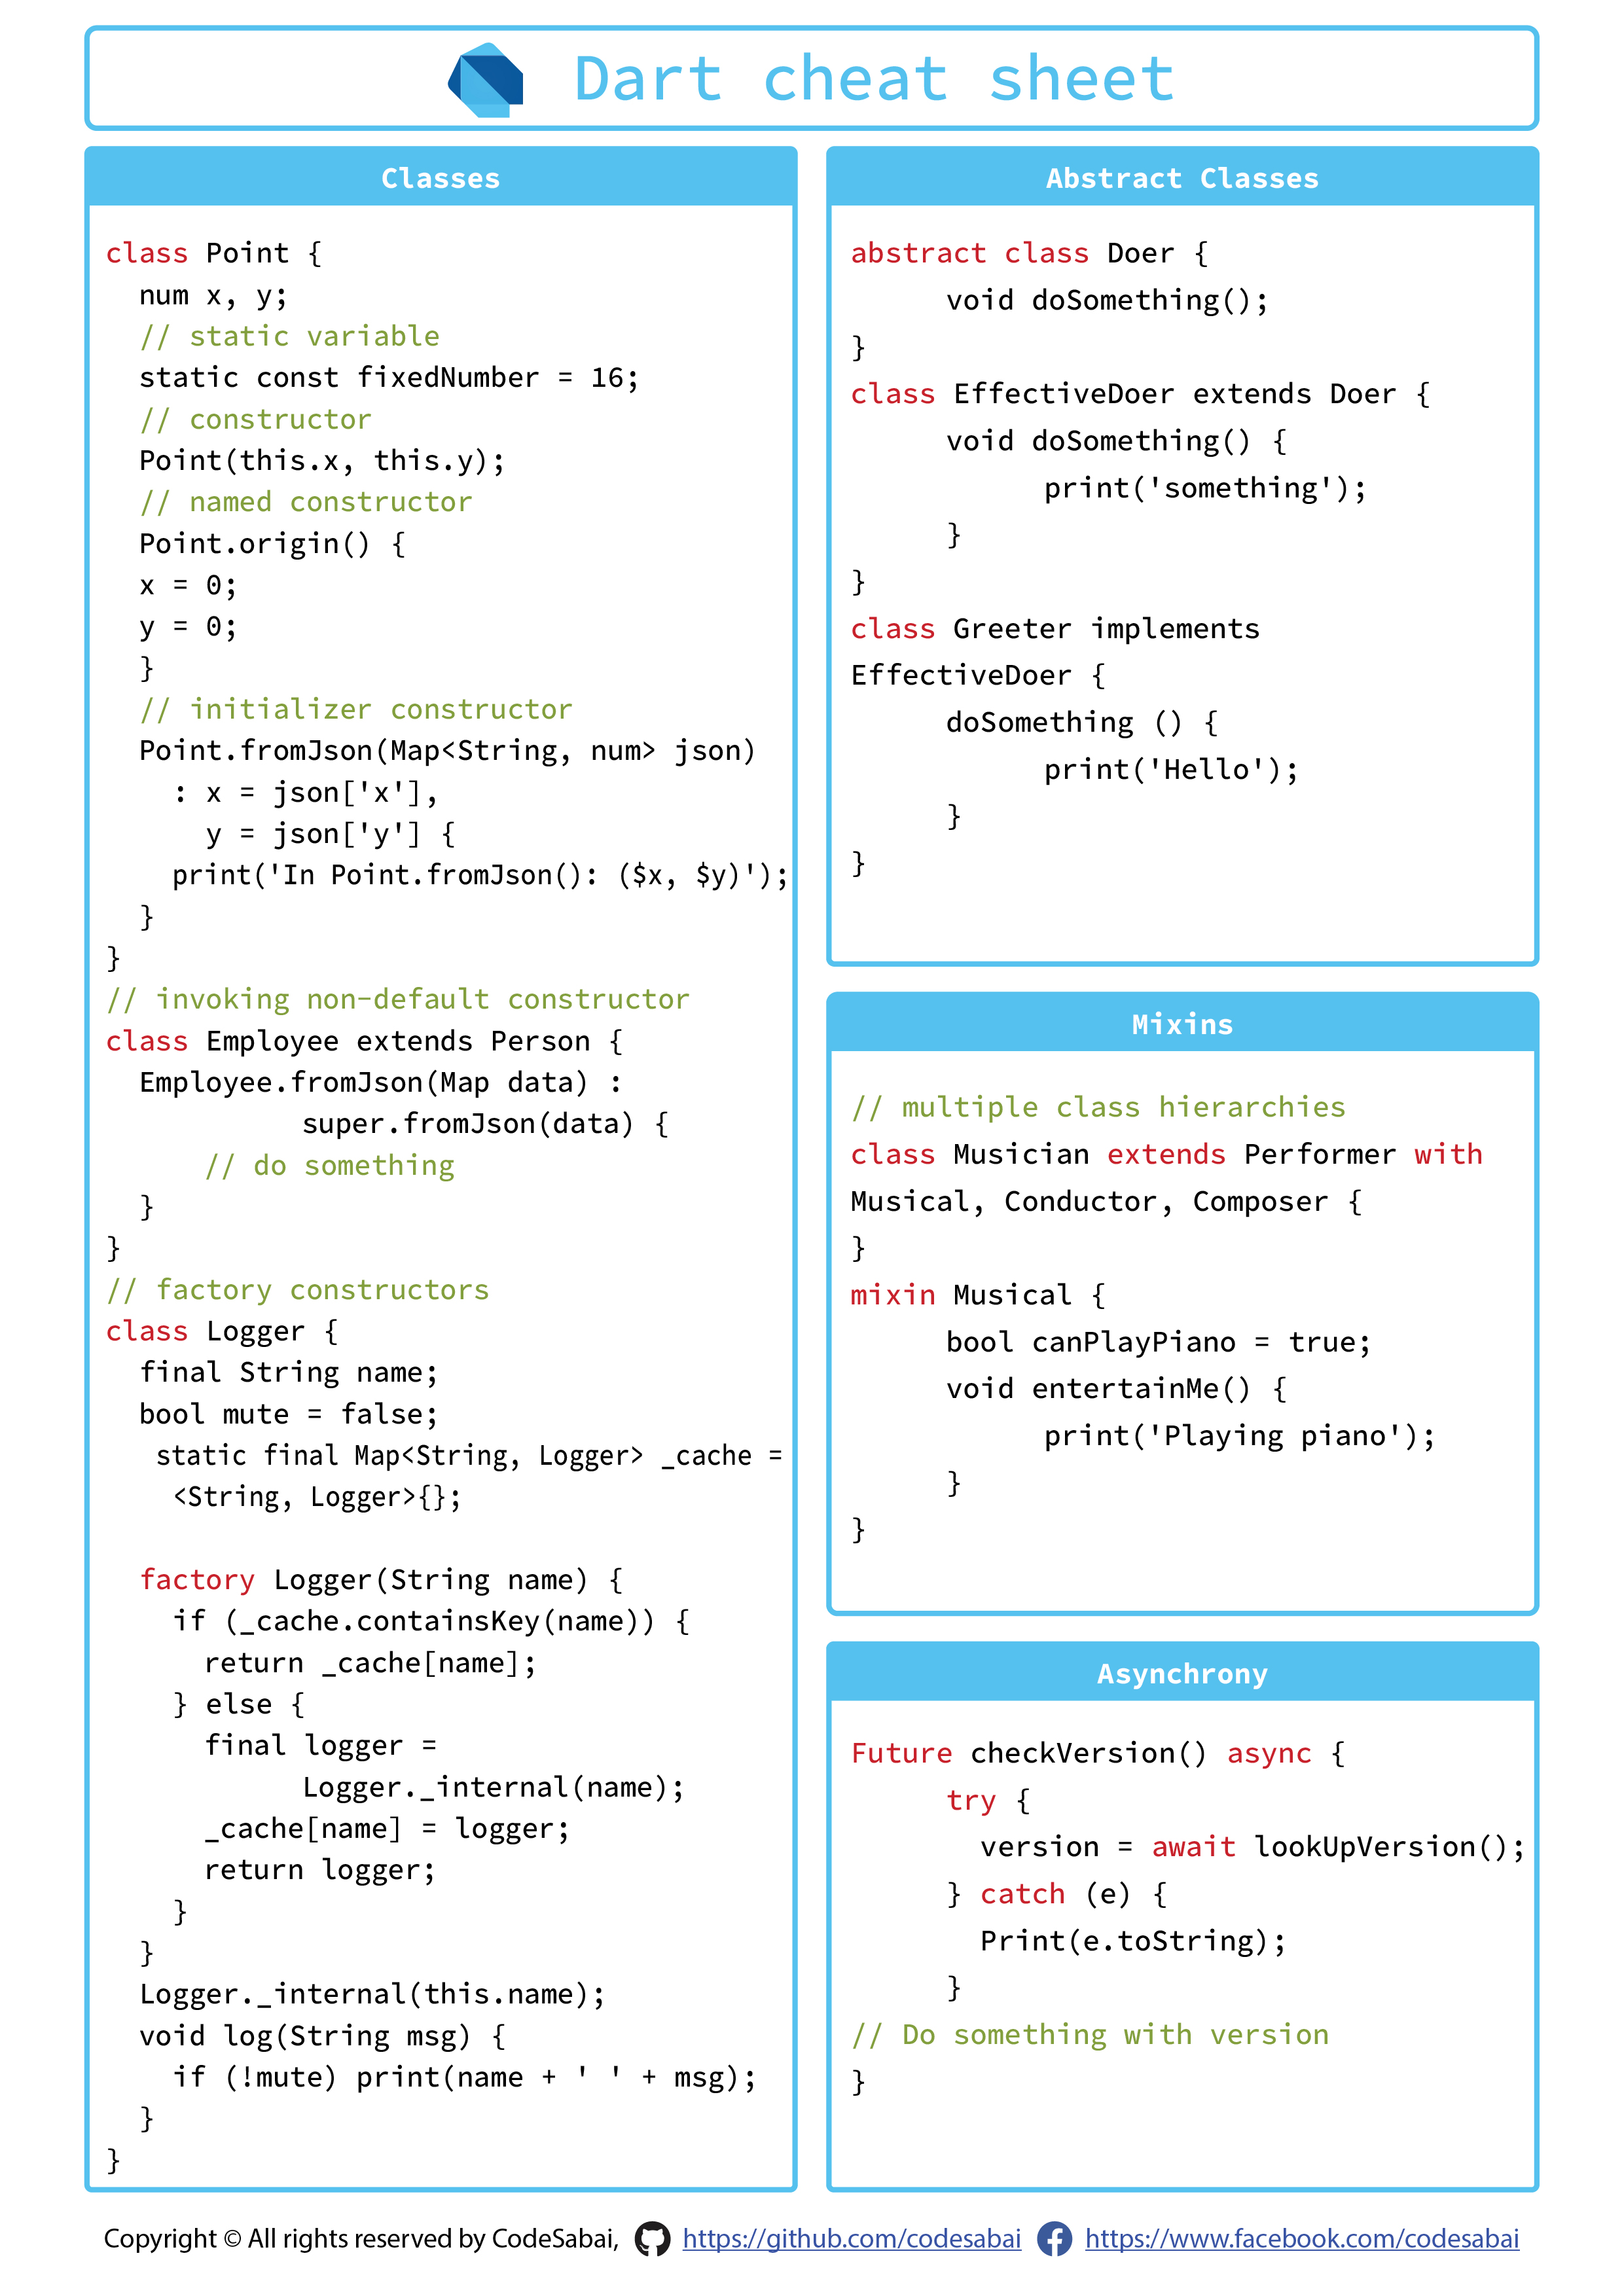 Dart cheat sheet
Classes
class Point {
  num x, y;
  // static variable
  static const fixedNumber = 16;
  // constructor
  Point(this.x, this.y);
  // named constructor
  Point.origin() {
  x = 0;
  y = 0;
  }
  // initializer constructor
  Point.fromJson(Map<String, num> json)
    : x = json['x'],
      y = json['y'] {
    print('In Point.fromJson(): ($x, $y)');
  }
}
// invoking non-default constructor
class Employee extends Person {
  Employee.fromJson(Map data) :
            super.fromJson(data) {
      // do something
  }
}
// factory constructors
class Logger {
  final String name;
  bool mute = false;
   static final Map<String, Logger> _cache =
    <String, Logger>{};
  factory Logger(String name) {
    if (_cache.containsKey(name)) {
      return _cache[name];
    } else {
      final logger =
            Logger._internal(name);
      _cache[name] = logger;
      return logger;
    }
  }
  Logger._internal(this.name);
  void log(String msg) {
    if (!mute) print(name + ' ' + msg);
  }
}
Abstract Classes
abstract class Doer {
      void doSomething();
}
class EffectiveDoer extends Doer {
      void doSomething() {
            print('something');
      }
}
class Greeter implements
EffectiveDoer {
      doSomething () {
            print('Hello');
      }
}
Mixins
// multiple class hierarchies
class Musician extends Performer with
Musical, Conductor, Composer {
}
mixin Musical {
      bool canPlayPiano = true;
      void entertainMe() {
            print('Playing piano');
      }
}
Asynchrony
Future checkVersion() async {
      try {
        version = await lookUpVersion();
      } catch (e) {
        Print(e.toString);
      }
// Do something with version
}
Copyright © All rights reserved by CodeSabai, https://github.com/codesabai https://www.facebook.com/codesabai